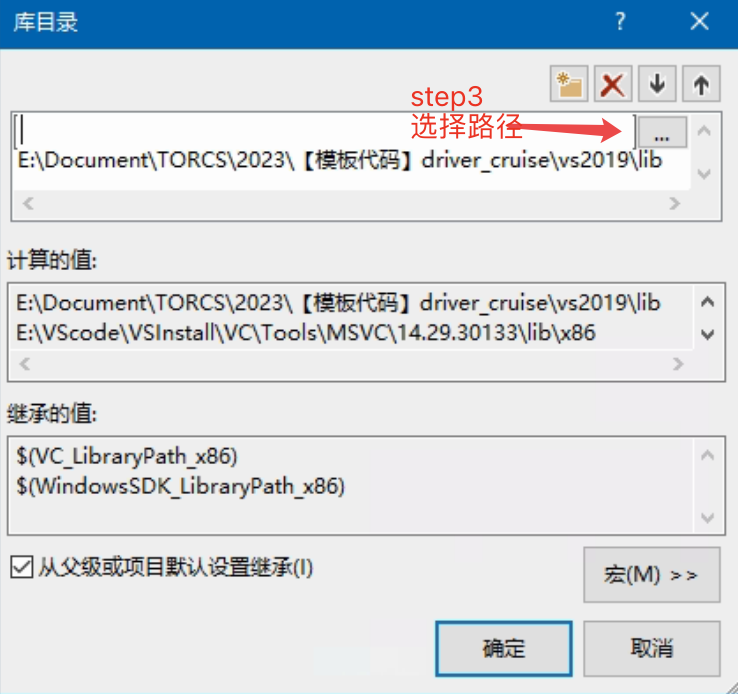 库目录
step3
选择路径
...
E:\Document\TORCS\2023\【模板代码】driver_cruise\vs2019\lib
计算的值:
E:\Document\TORCS\2023\【模板代码】driver_cruise\vs2019\lib
E:\VScode\VSInstall\VC\Tools\MSVC\14.29.30133\lib\x86
继承的值:
$(VC_LibraryPath_x86)
$(WindowsSDK_LibraryPath_x86)
从父级或项目默认设置继承(I)
宏(M) >>
确定
取消